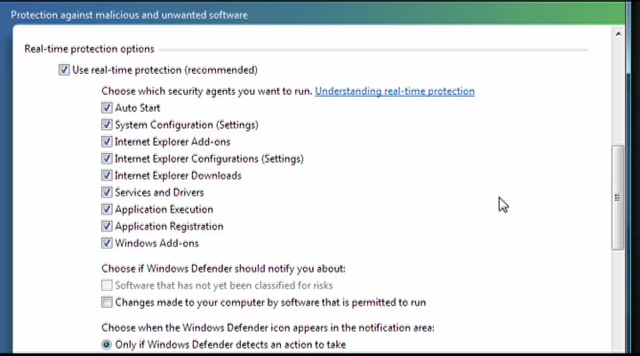 Protection against malicious and unwanted software
Real-time protection options
Use real-time protection (recommended)
Choose which security agents you want to run. Understanding real-time protection
Auto Start
System Configuration (Settings)
Internet Explorer Add-ons
Internet Explorer Configurations (Settings)
Internet Explorer Downloads
Services and Drivers
Application Execution
Application Registration
Windows Add-ons
Choose if Windows Defender should notify you about:
Software that has not yet been classified for risks
Changes made to your computer by software that is permitted to run
Choose when the Windows Defender icon appears in the notification area:
Only if Windows Defender detects an action to take